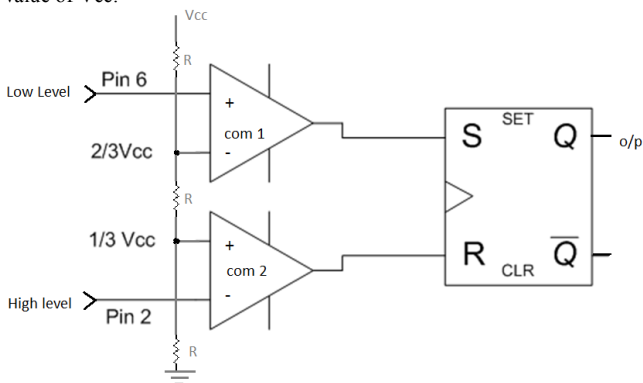 value of Vcc.
Vcc
R
Pin 6
Low Level
+
com 1
-
2/3Vcc
SET
S
Q
o/p
R
1/3 Vcc
+
com 2
-
R
CLR
Q
High level
Pin 2
R